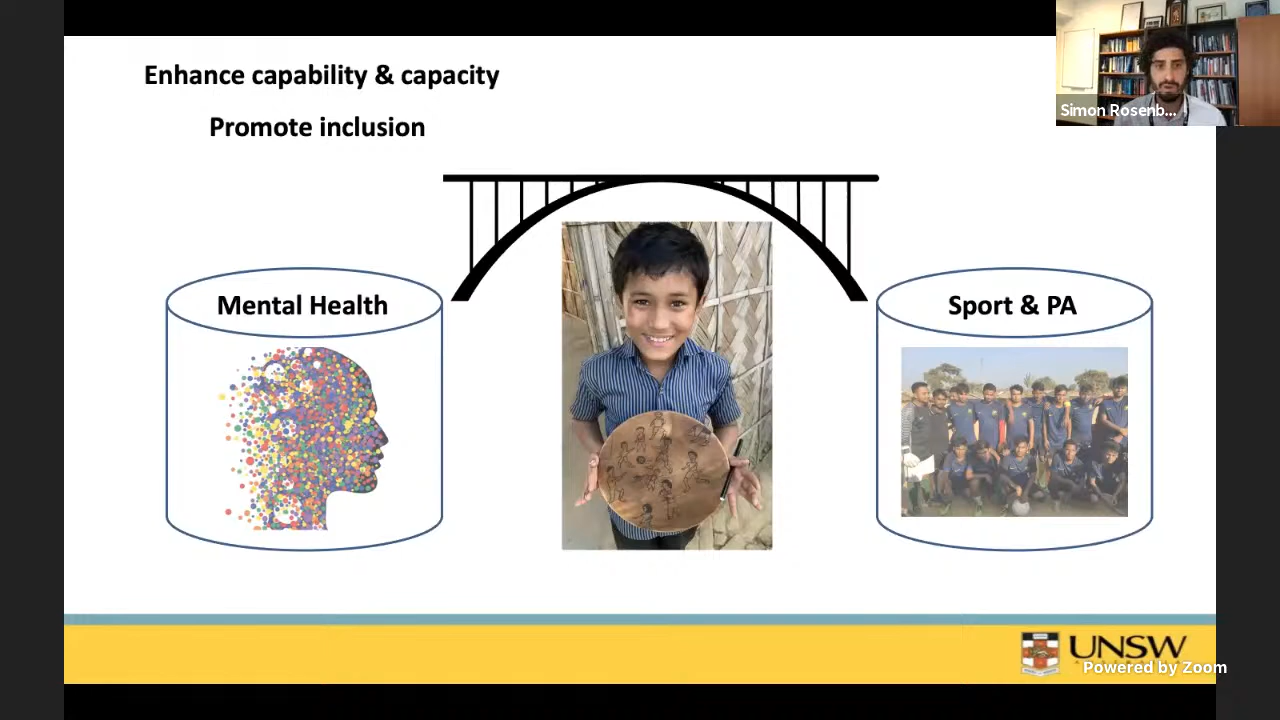 Enhance capability & capacity
Promote inclusion
Simon Rosenb...
Mental Health
Sport & PA
UNSW
Powered by Zoom